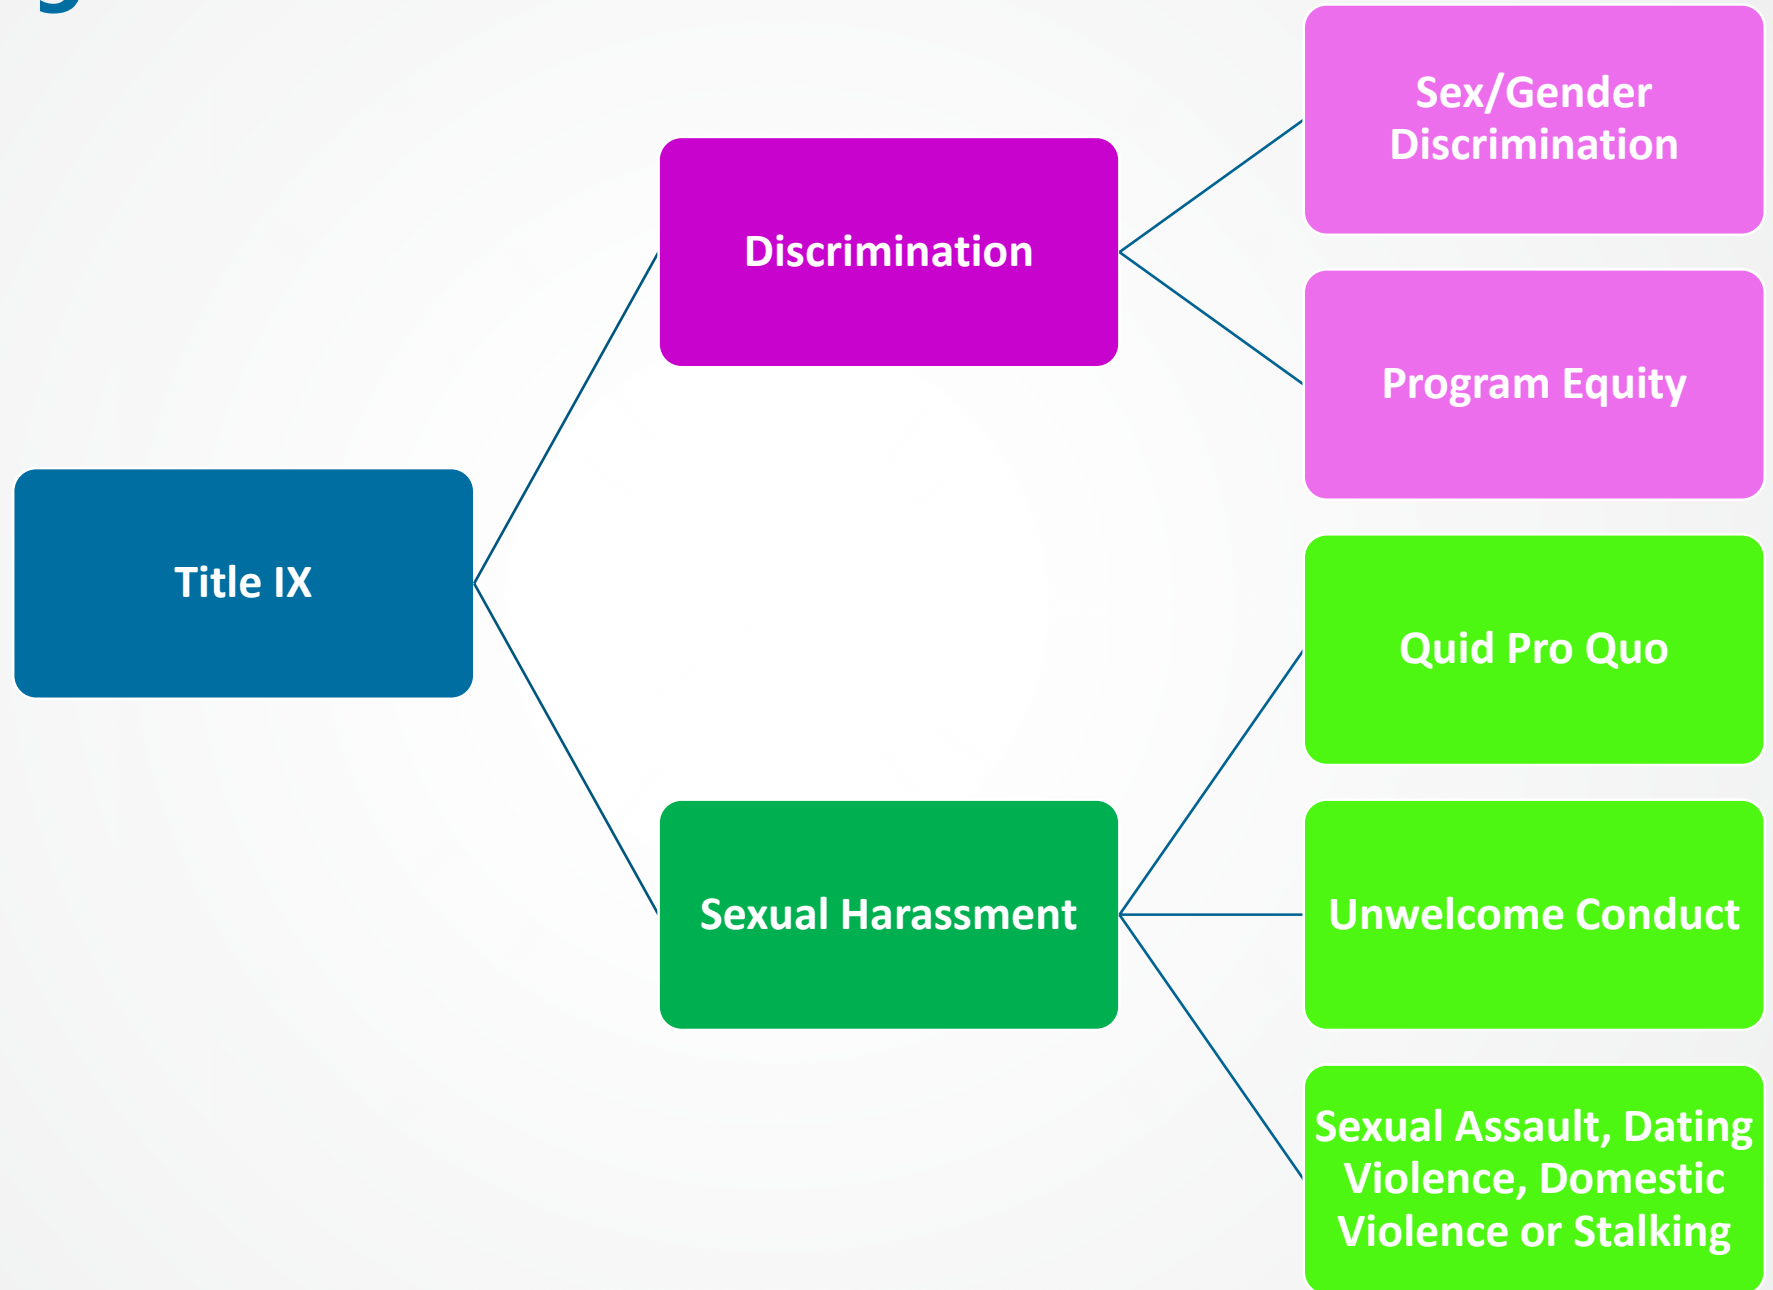 Title IX
Discrimination
Sex/Gender
Discrimination
Program Equity
Sexual Harassment
Quid Pro Quo
Unwelcome Conduct
Sexual Assault, Dating
Violence, Domestic
Violence or Stalking